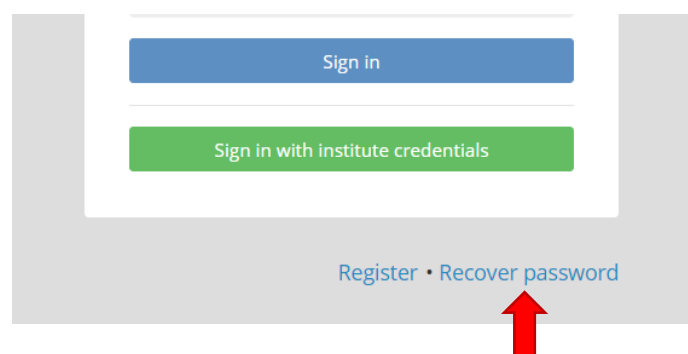 Sign in
Sign in with institute credentials
Register • Recover password